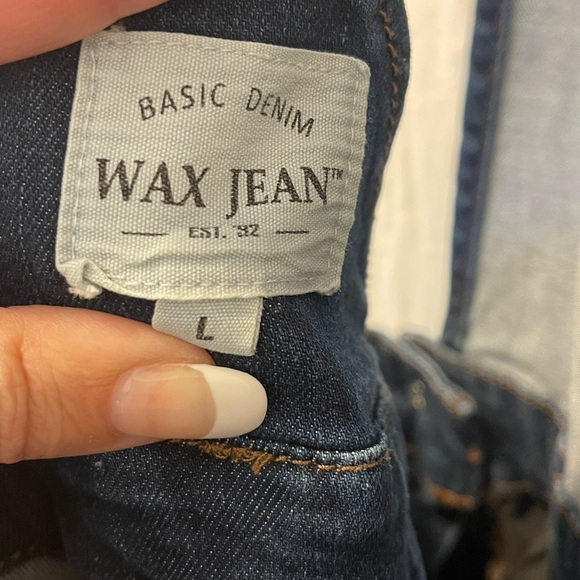 BASIC DENIM
WAX JEAN™
EST. '92
L